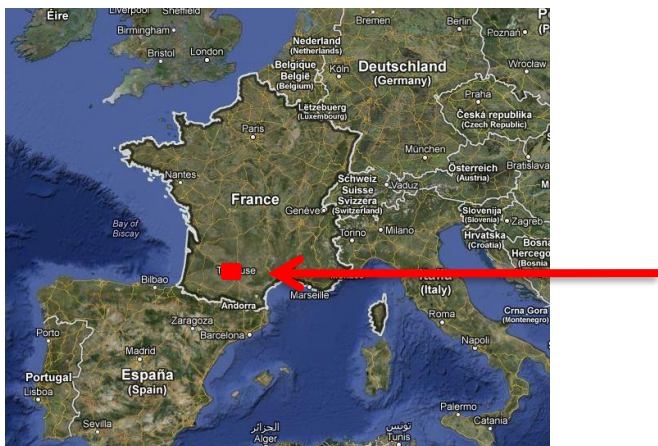 Éire
Liverpool Sheffield
Birmingham
Bristol London
Nederland
(Netherlands)
Bremen
Berlin
Poznań
België
Belgique
(Belgium)
Köln
Deutschland
(Germany)
Wrocław
Lëtzebuerg
(Luxembourg)
Praha
Česká republika
(Czech Republic)
Paris
München
Österreich
(Austria)
Bratislava
Nantes
Schweiz
Suisse
Svizzera
(Switzerland)
Vaduz
France
Genève
Slovenija
(Slovenia)
Zagreb
Bay of
Biscay
Torino
Milano
Hrvatska
(Croatia)
Bosna
Hercego
(Bosnia
Bilbao
Marseille
(Italy)
Andorra
Crna Gora
(Montenegro)
Zaragoza
Barcelona
Roma
Napoli
Porto
Madrid
España
(Spain)
Portugal
Lisboa
Palermo
Catania
Sevilla
الجزائر
Alger
تونس
Tunis